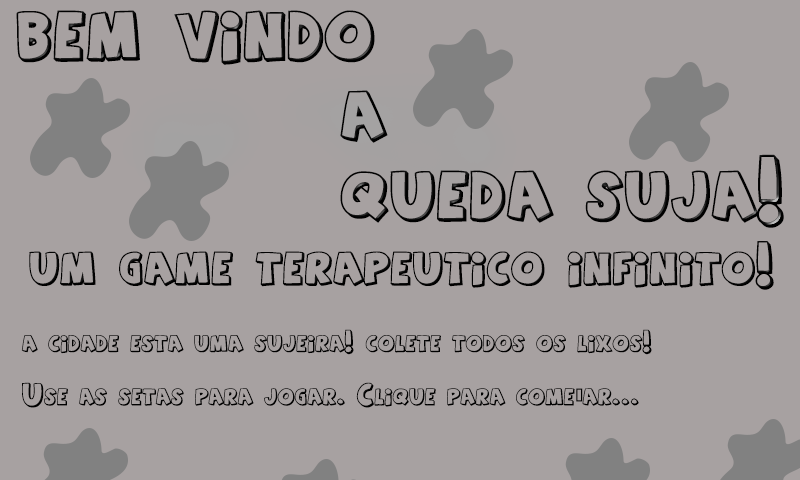 BEM ViNDO
A
QUEDA SUJA!
UM GAME TERAPEUTiCO iNFiNiTO!
A CiDADE ESTA UMA SUJEiRA! COLETE TODOS OS LiXOS!
USE AS SETAS PARA JOGAR. CLiQUE PARA